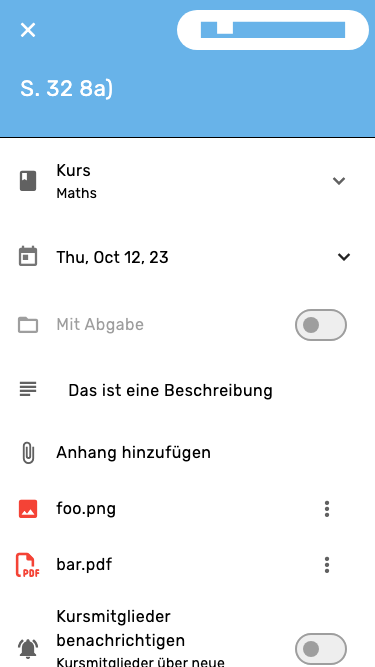 S. 32 8a)
Kurs
Maths
Thu, Oct 12, 23
Mit Abgabe
Das ist eine Beschreibung
Anhang hinzufügen
foo.png
PDF
bar.pdf
Kursmitglieder
benachrichtigen
Kursmitglieder über neue